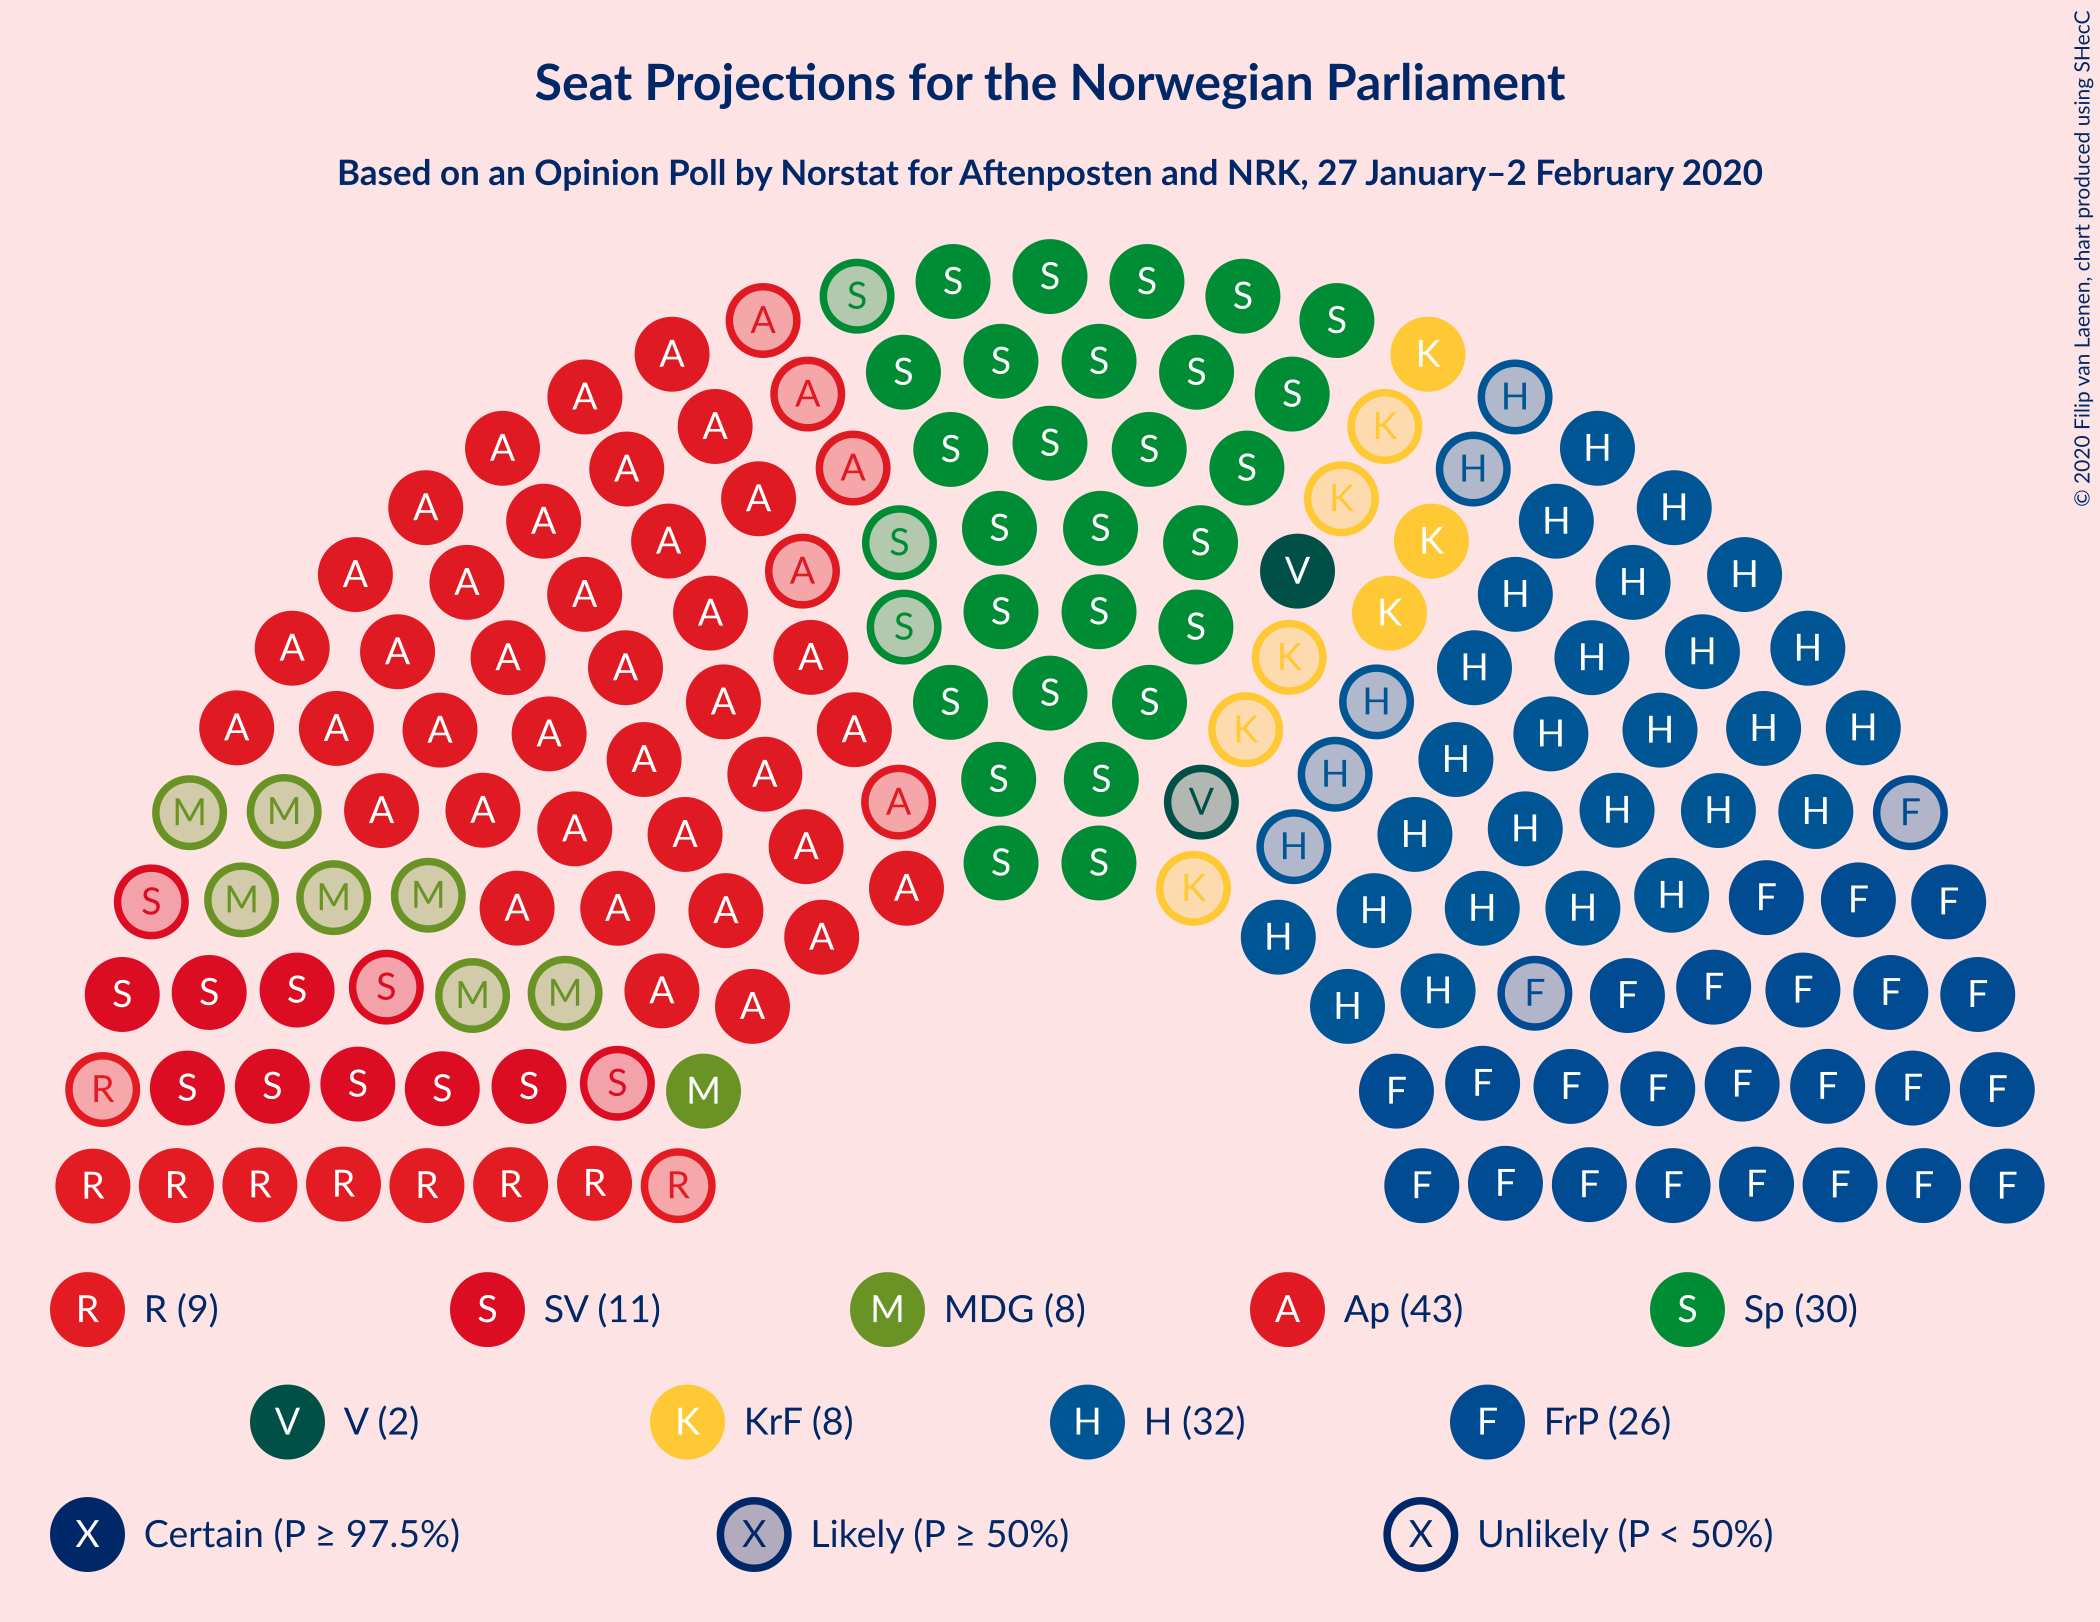 Seat Projections for the Norwegian Parliament
Based on an Opinion Poll by Norstat for Aftenposten and NRK, 27 January–2 February 2020
© 2020 Filip van Laenen, chart produced using SHecC
S S S S S S
A A K
A S S S S S H
A A K
A A S S S S H H
A A A K
A A A S S S S V K H H
A A A A S S S S K H H H
A A A A A S S S K H H H H
A A A A A A S S K H H H H H
M M A A A A A A S S V H H H H H H F
S M M M A A A A A S S K H H H H H F F F
S S S S M M A A H H F F F F F F
R S S S S S S M F F F F F F F F
R R R R R R R R F F F F F F F F
R R (9) S SV (11) M MDG (8) A Ap (43) S Sp (30)
V V (2) K KrF (8) H H (32) F FrP (26)
X Certain (P ≥ 97.5%) X Likely (P ≥ 50%) X Unlikely (P < 50%)